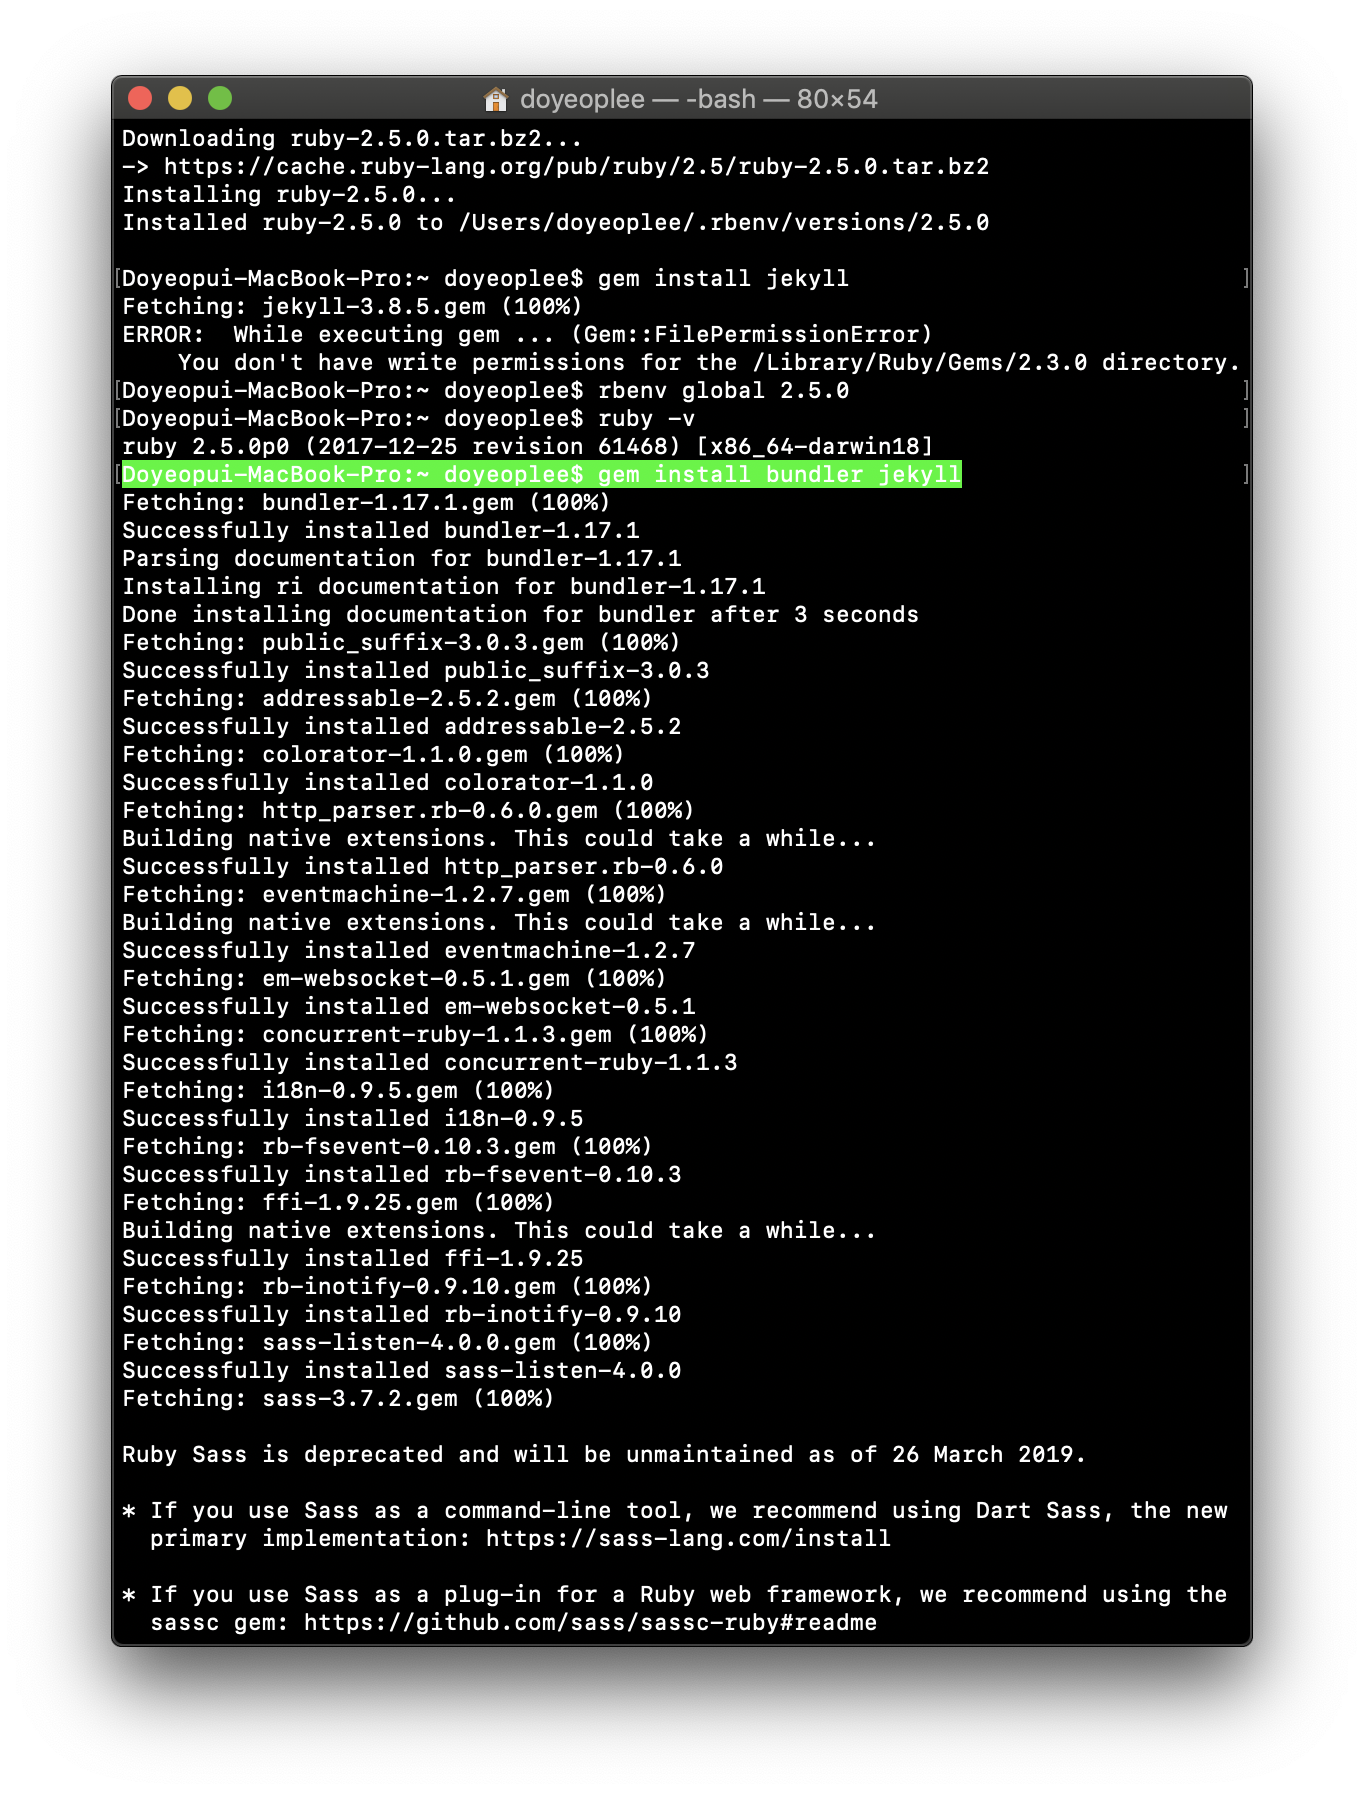 doyeoplee — -bash — 80×54
Downloading ruby-2.5.0.tar.bz2...
-> https://cache.ruby-lang.org/pub/ruby/2.5/ruby-2.5.0.tar.bz2
Installing ruby-2.5.0...
Installed ruby-2.5.0 to /Users/doyeoplee/.rbenv/versions/2.5.0

[Doyeopui-MacBook-Pro:~ doyeoplee$ gem install jekyll ]
Fetching: jekyll-3.8.5.gem (100%)
ERROR:  While executing gem ... (Gem::FilePermissionError)
    You don't have write permissions for the /Library/Ruby/Gems/2.3.0 directory.
[Doyeopui-MacBook-Pro:~ doyeoplee$ rbenv global 2.5.0 ]
[Doyeopui-MacBook-Pro:~ doyeoplee$ ruby -v ]
ruby 2.5.0p0 (2017-12-25 revision 61468) [x86_64-darwin18]
[Doyeopui-MacBook-Pro:~ doyeoplee$ gem install bundler jekyll ]
Fetching: bundler-1.17.1.gem (100%)
Successfully installed bundler-1.17.1
Parsing documentation for bundler-1.17.1
Installing ri documentation for bundler-1.17.1
Done installing documentation for bundler after 3 seconds
Fetching: public_suffix-3.0.3.gem (100%)
Successfully installed public_suffix-3.0.3
Fetching: addressable-2.5.2.gem (100%)
Successfully installed addressable-2.5.2
Fetching: colorator-1.1.0.gem (100%)
Successfully installed colorator-1.1.0
Fetching: http_parser.rb-0.6.0.gem (100%)
Building native extensions. This could take a while...
Successfully installed http_parser.rb-0.6.0
Fetching: eventmachine-1.2.7.gem (100%)
Building native extensions. This could take a while...
Successfully installed eventmachine-1.2.7
Fetching: em-websocket-0.5.1.gem (100%)
Successfully installed em-websocket-0.5.1
Fetching: concurrent-ruby-1.1.3.gem (100%)
Successfully installed concurrent-ruby-1.1.3
Fetching: i18n-0.9.5.gem (100%)
Successfully installed i18n-0.9.5
Fetching: rb-fsevent-0.10.3.gem (100%)
Successfully installed rb-fsevent-0.10.3
Fetching: ffi-1.9.25.gem (100%)
Building native extensions. This could take a while...
Successfully installed ffi-1.9.25
Fetching: rb-inotify-0.9.10.gem (100%)
Successfully installed rb-inotify-0.9.10
Fetching: sass-listen-4.0.0.gem (100%)
Successfully installed sass-listen-4.0.0
Fetching: sass-3.7.2.gem (100%)

Ruby Sass is deprecated and will be unmaintained as of 26 March 2019.

* If you use Sass as a command-line tool, we recommend using Dart Sass, the new
  primary implementation: https://sass-lang.com/install

* If you use Sass as a plug-in for a Ruby web framework, we recommend using the
  sassc gem: https://github.com/sass/sassc-ruby#readme